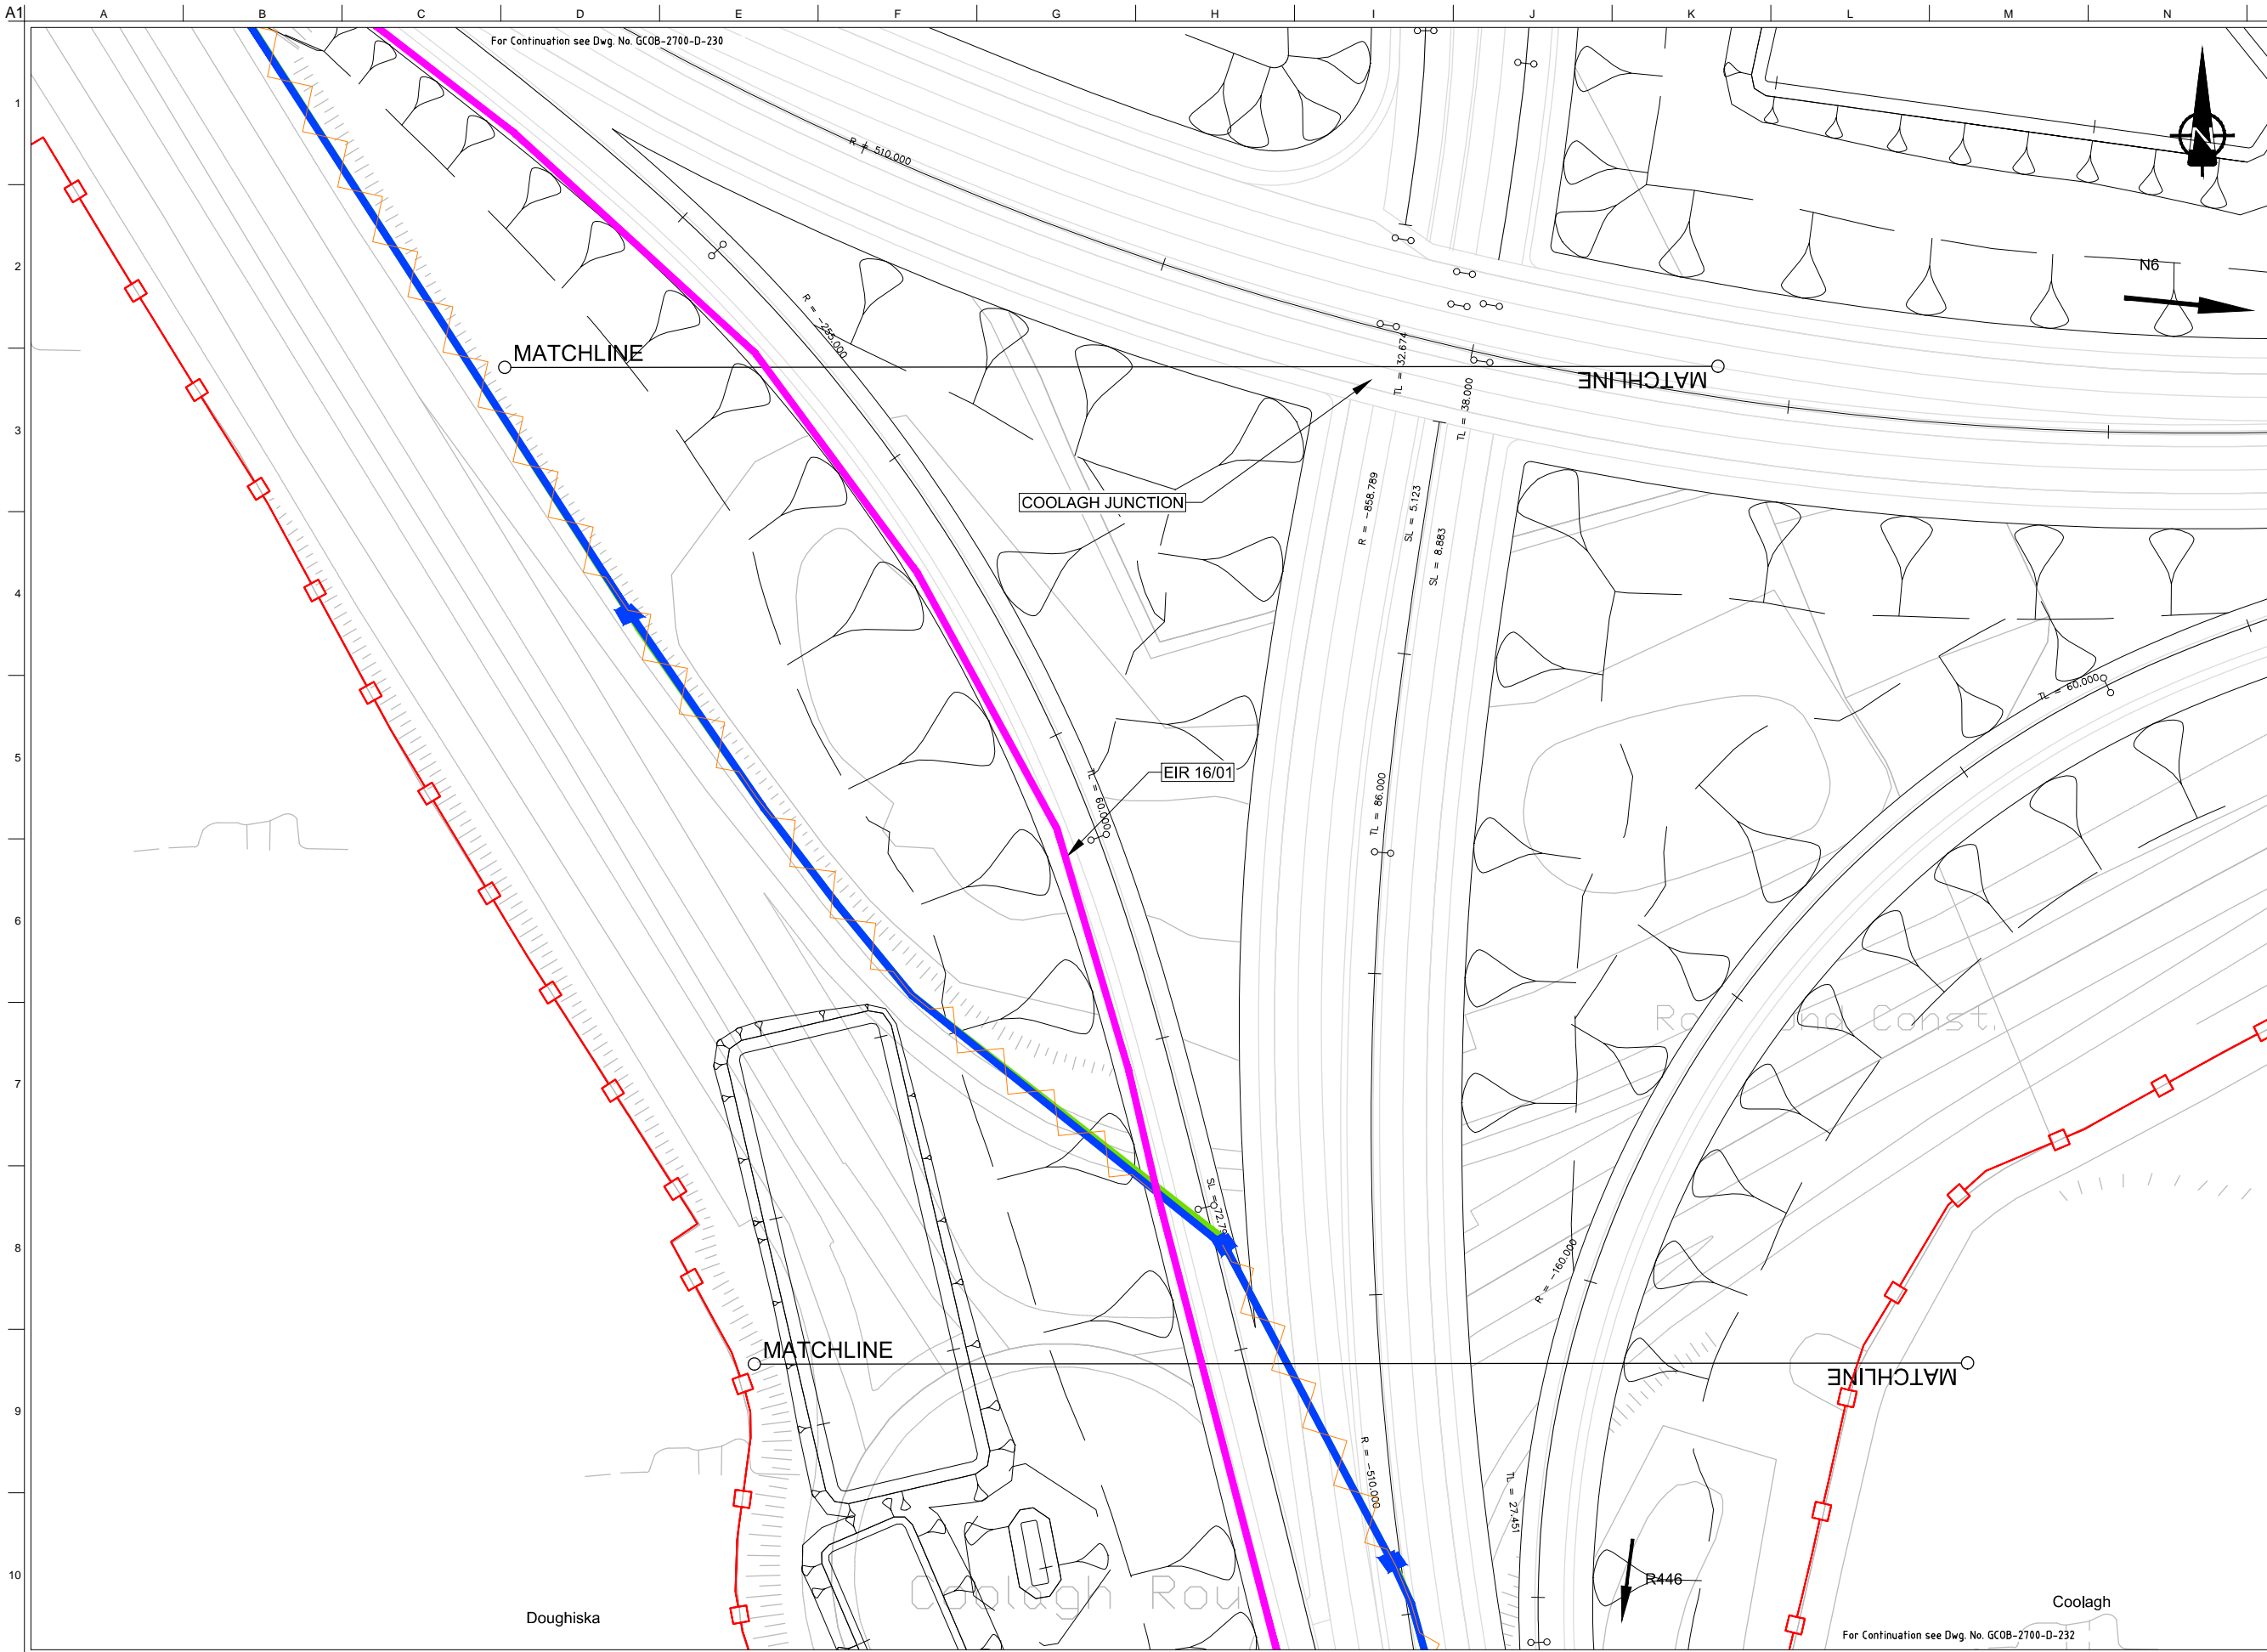 A1
A B C D E F G H I J K L M N
For Continuation see Dwg. No. GCOB-2700-D-230
1
R = 510.000
N
2
N6
R = -255.000
MATCHLINE
TL = 32.674
MATCHLINE
TL = 38.000
3
COOLAGH JUNCTION
R = -858.789
SL = 5.123
SL = 8.883
4
TL = 60.000
5
EIR 16/01
TL = 60.000
TL = 86.000
6
Const.
7
SL =
8
R = -160.000
MATCHLINE
MATCHLINE
9
R = -510.000
TL = 27.451
10
R446
Coolagh Rou
Doughiska
Coolagh
For Continuation see Dwg. No. GCOB-2700-D-232